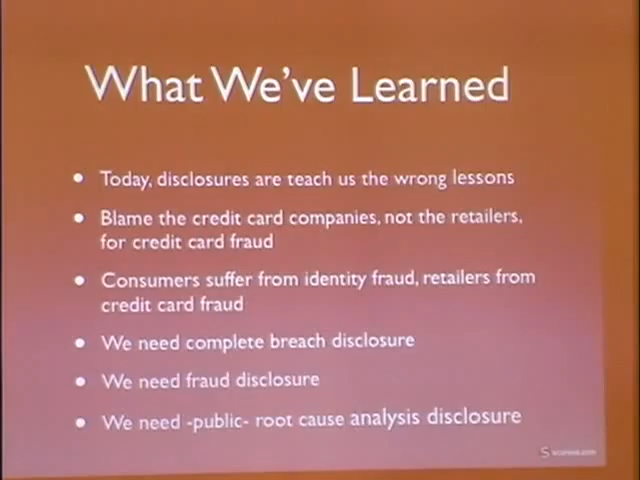 What We've Learned
Today, disclosures are teach us the wrong lessons
Blame the credit card companies, not the retailers,
for credit card fraud
Consumers suffer from identity fraud, retailers from
credit card fraud
We need complete breach disclosure
We need fraud disclosure
We need -public- root cause analysis disclosure